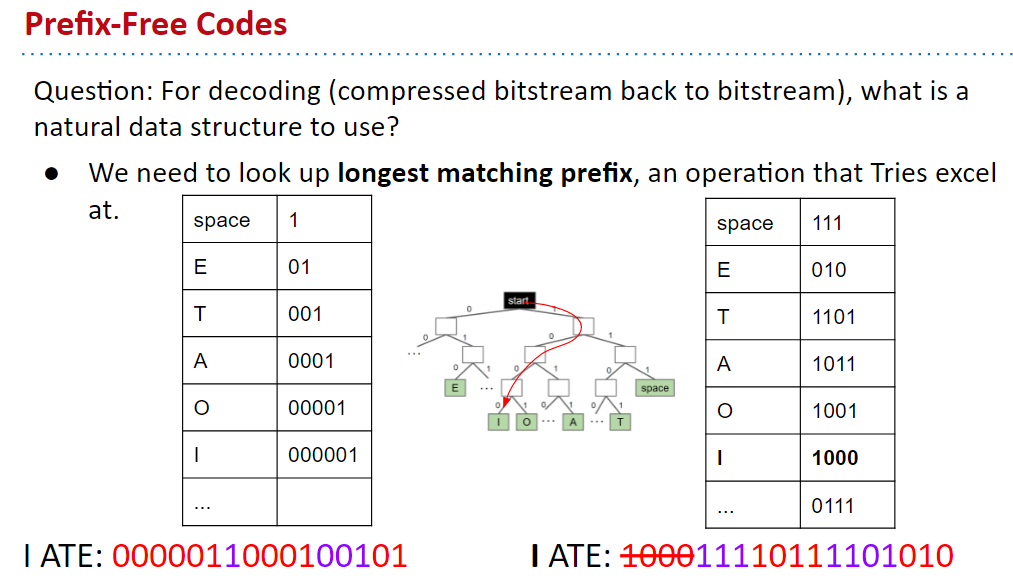 Prefix-Free Codes
Question: For decoding (compressed bitstream back to bitstream), what is a
natural data structure to use?
● We need to look up longest matching prefix, an operation that Tries excel
at.
space 1
E 01
T 001
A 0001
O 00001
I 000001
...
start
0 1
0 1 0 1
... 
0 1 0 1 0 1
E ... space
0 1 0 1 0 1
I O ... A ... T
space 111
E 010
T 1101
A 1011
O 1001
I 1000
... 0111
I ATE: 0000011000100101
I ATE: 100011110111101010